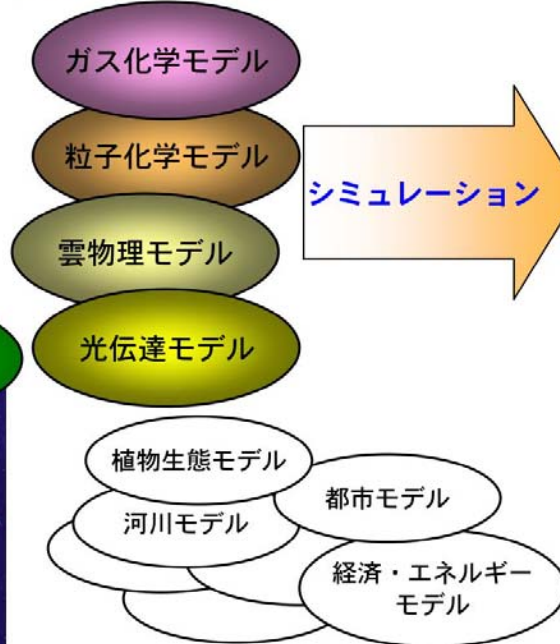 ガス化学モデル
粒子化学モデル
シミュレーション
雲物理モデル
光伝達モデル
植物生態モデル
都市モデル
河川モデル
経済・エネルギー
モデル